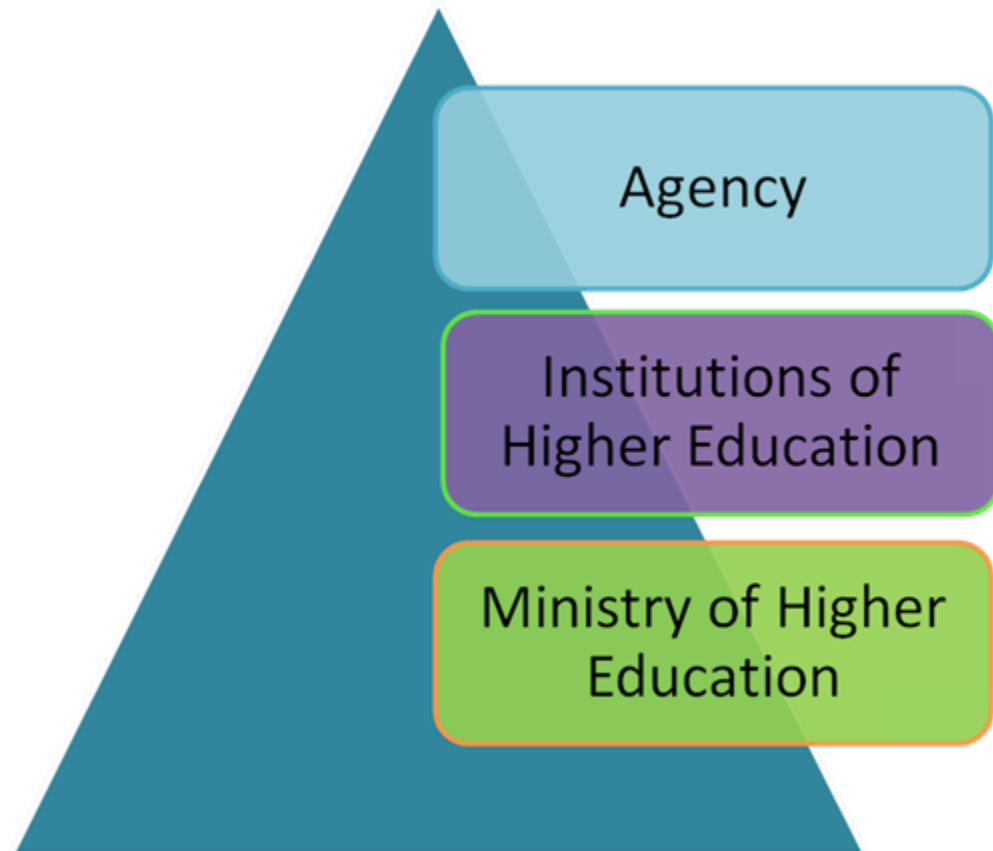 Agency
Institutions of
Higher Education
Ministry of Higher
Education